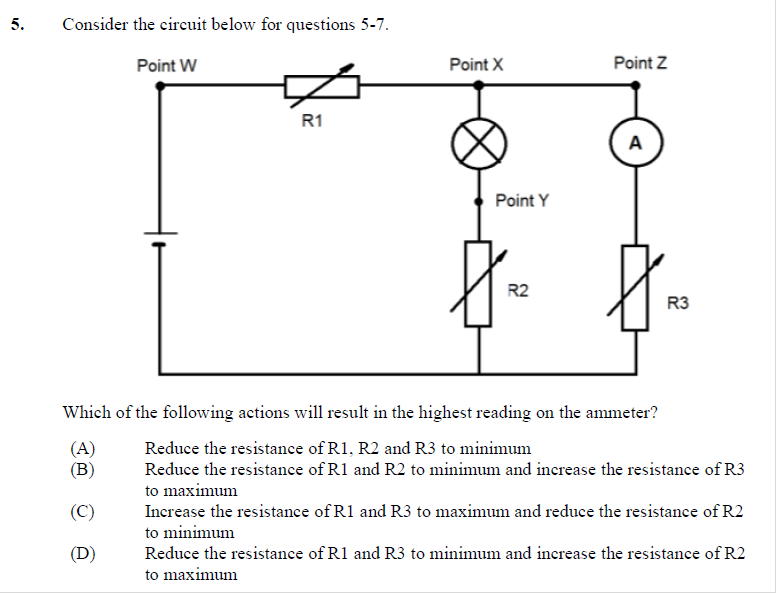 5. Consider the circuit below for questions 5-7.
Point W
Point X
Point Z
R1
A
Point Y
R2
R3
Which of the following actions will result in the highest reading on the ammeter?
(A) Reduce the resistance of R1, R2 and R3 to minimum
(B) Reduce the resistance of R1 and R2 to minimum and increase the resistance of R3
to maximum
(C) Increase the resistance of R1 and R3 to maximum and reduce the resistance of R2
to minimum
(D) Reduce the resistance of R1 and R3 to minimum and increase the resistance of R2
to maximum